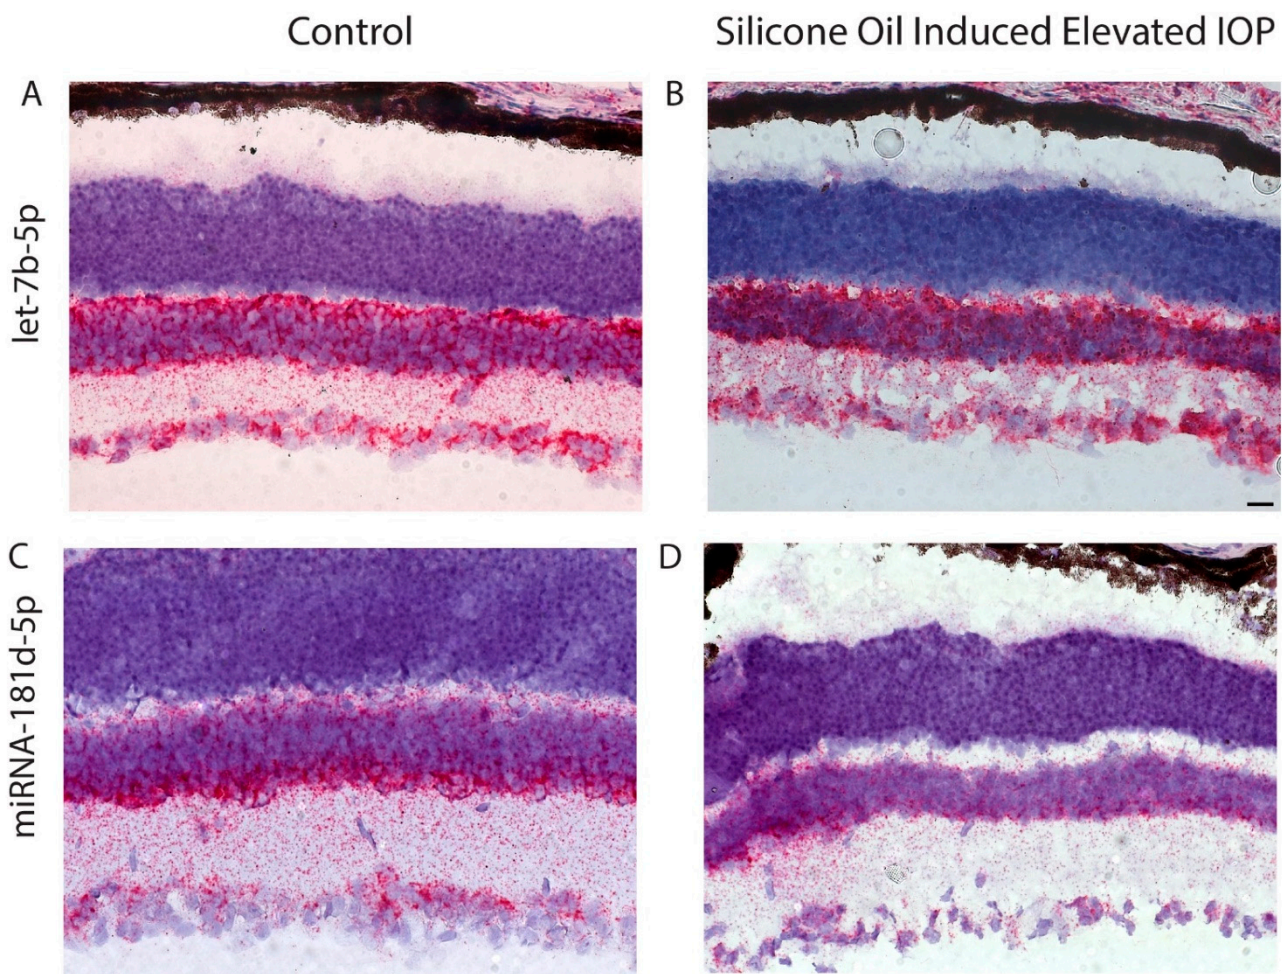 Control
Silicone Oil Induced Elevated IOP
A
B
let-7b-5p
C
D
miRNA-181d-5p